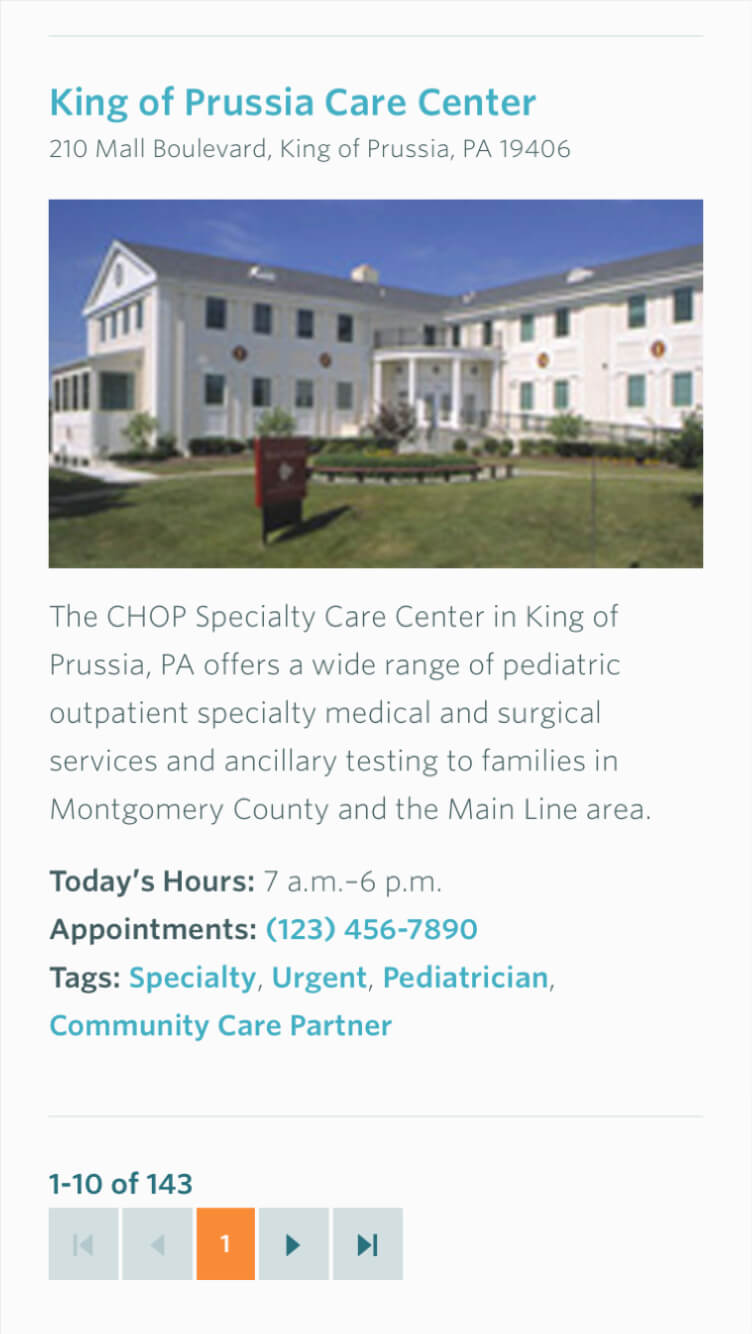 King of Prussia Care Center
210 Mall Boulevard, King of Prussia, PA 19406
The CHOP Specialty Care Center in King of
Prussia, PA offers a wide range of pediatric
outpatient specialty medical and surgical
services and ancillary testing to families in
Montgomery County and the Main Line area.
Today’s Hours: 7 a.m.–6 p.m.
Appointments: (123) 456-7890
Tags: Specialty, Urgent, Pediatrician,
Community Care Partner
1-10 of 143
1